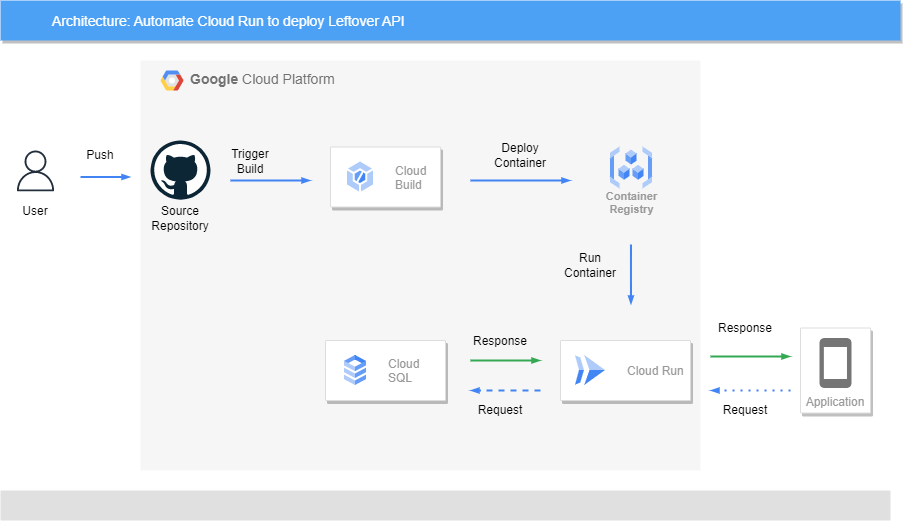 Architecture: Automate Cloud Run to deploy Leftover API
Google Cloud Platform
Push
User
Source
Repository
Trigger
Build
Cloud
Build
Deploy
Container
Container
Registry
Run
Container
Cloud
SQL
Response
Request
Cloud Run
Response
Request
Application